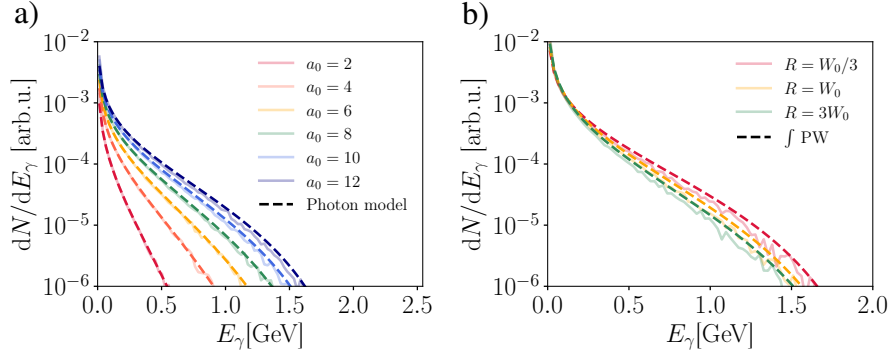 a)
dN/dE_γ [arb.u.]
10^{-2}
10^{-3}
10^{-4}
10^{-5}
10^{-6}
0.0 0.5 1.0 1.5 2.0 2.5
E_γ[GeV]
a_0 = 2
a_0 = 4
a_0 = 6
a_0 = 8
a_0 = 10
a_0 = 12
Photon model
b)
dN/dE_γ [arb.u.]
10^{-2}
10^{-3}
10^{-4}
10^{-5}
10^{-6}
0.0 0.5 1.0 1.5 2.0
E_γ[GeV]
R = W_0/3
R = W_0
R = 3W_0
∫ PW